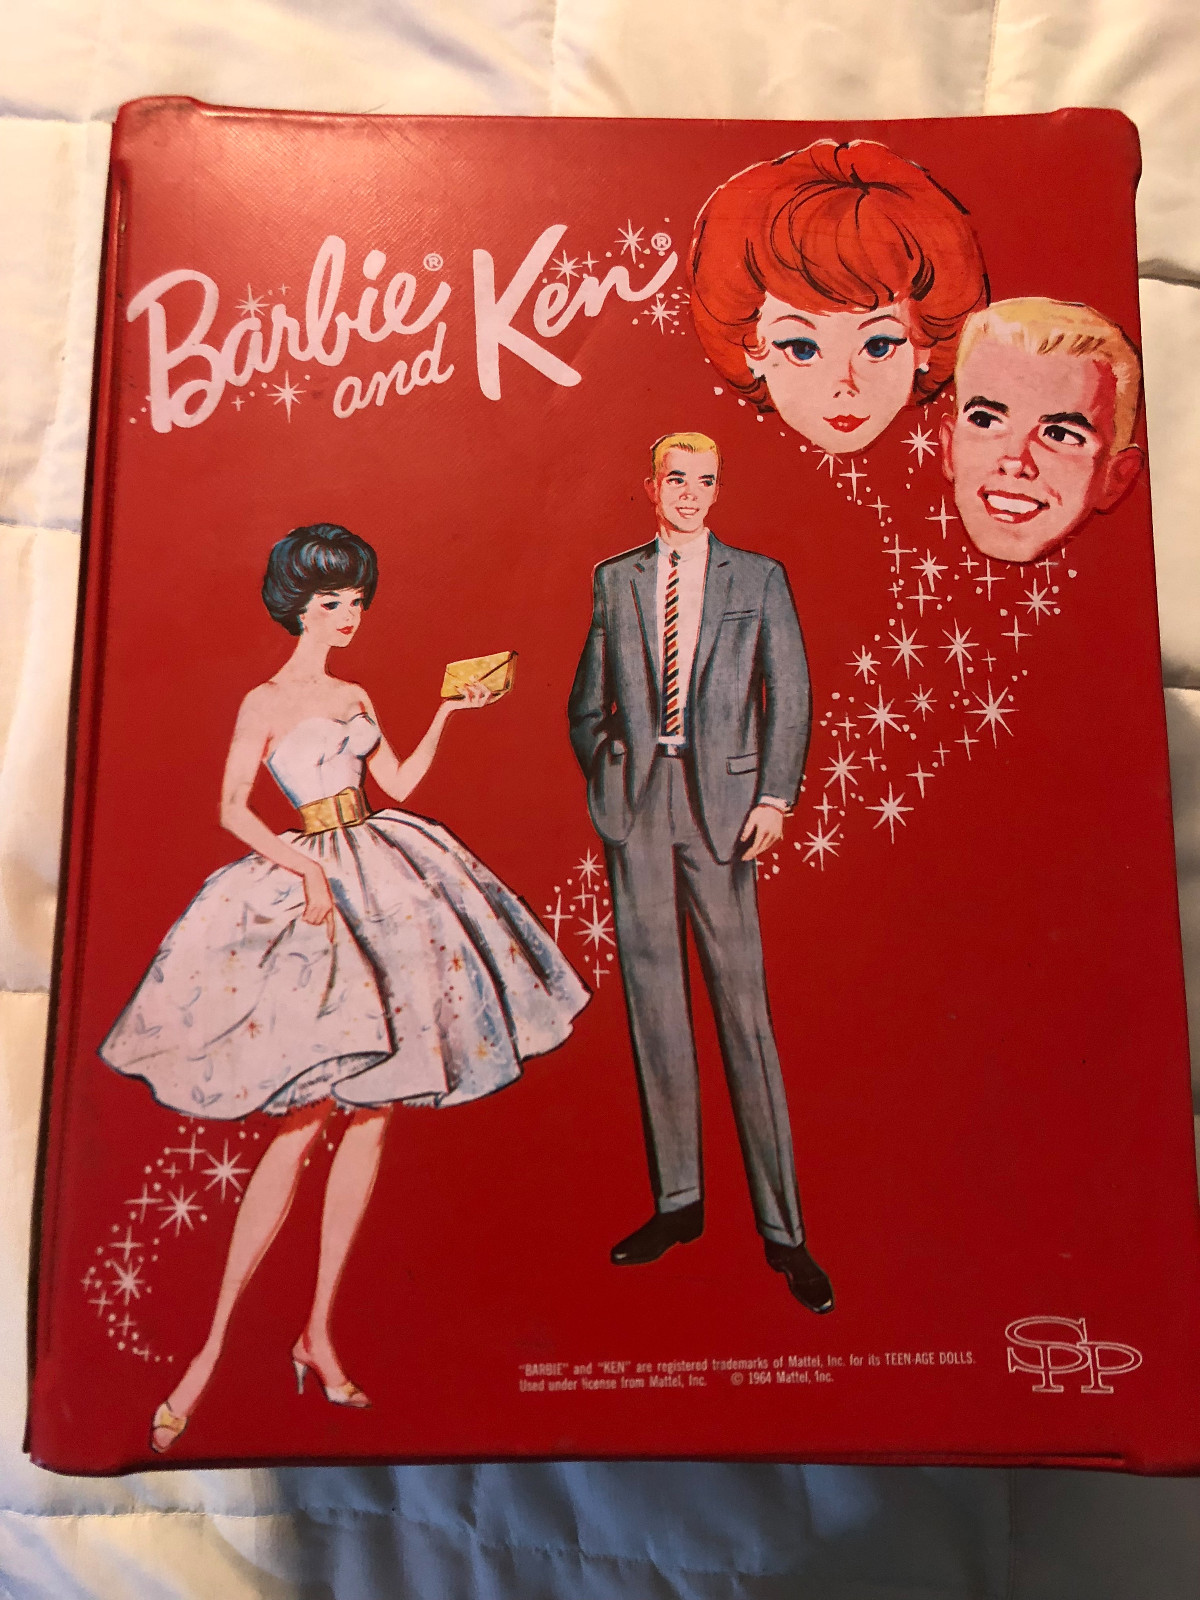 Barbie®
and Ken®
"BARBIE" and "KEN" are registered trademarks of Mattel, Inc. for its TEEN-AGE DOLLS.
Used under license from Mattel, Inc. © 1964 Mattel, Inc.
SPP